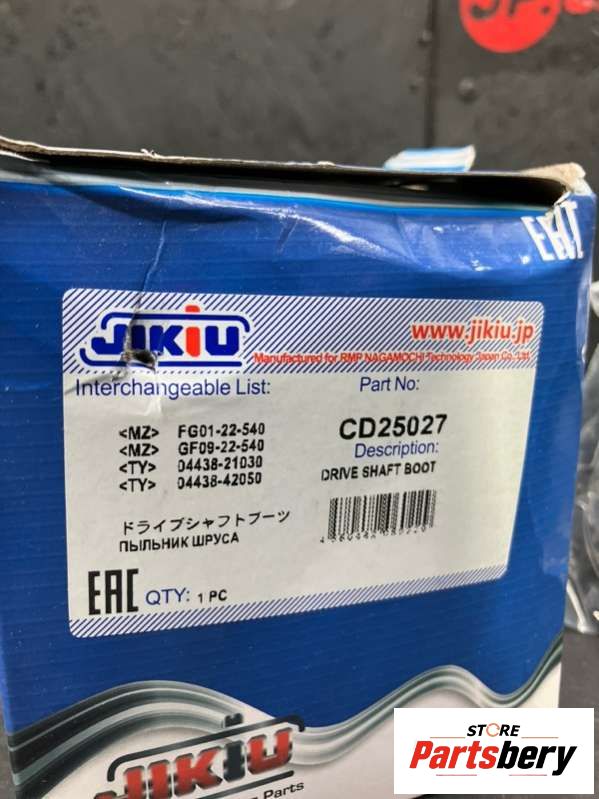 EAC
JIKIU
www.jikiu.jp
Manufactured for RMP NAGAMOCHI Technology Japan Co., Ltd.
Interchangeable List:
Part No:
<MZ> FG01-22-540
<MZ> GF09-22-540
<TY> 04438-21030
<TY> 04438-42050
CD25027
Description:
DRIVE SHAFT BOOT
ドライブシャフトブーツ
ПЫЛЬНИК ШРУСА
EAC QTY: 1 PC
JIKIU
Parts
STORE
Partsbery